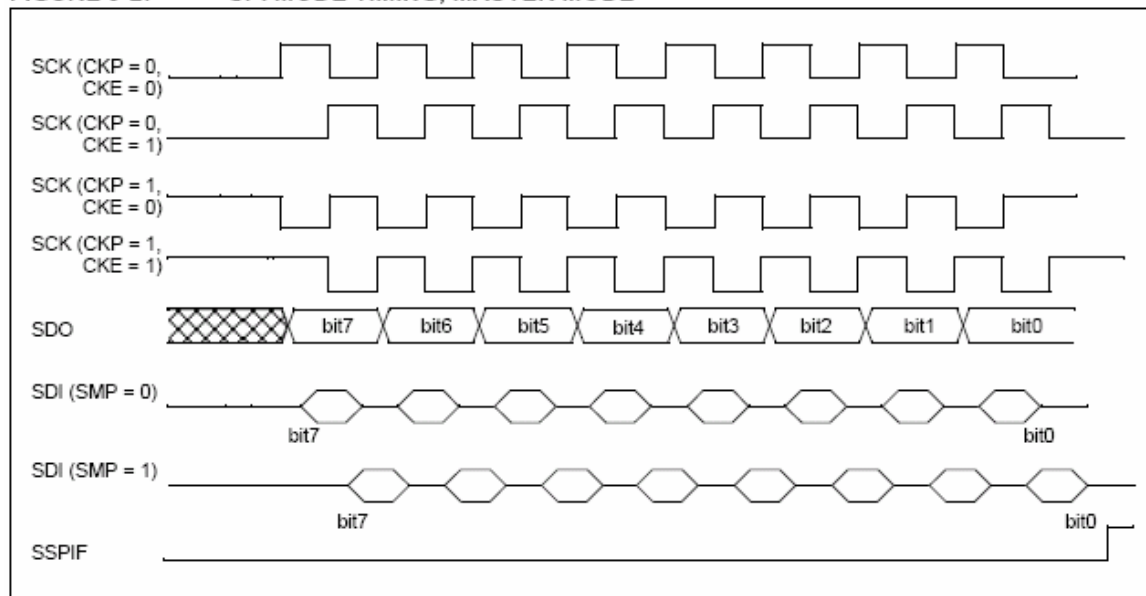 SCK (CKP = 0,
CKE = 0)
SCK (CKP = 0,
CKE = 1)
SCK (CKP = 1,
CKE = 0)
SCK (CKP = 1,
CKE = 1)
SDO bit7 bit6 bit5 bit4 bit3 bit2 bit1 bit0
SDI (SMP = 0)
bit7 bit0
SDI (SMP = 1)
bit7 bit0
SSPIF